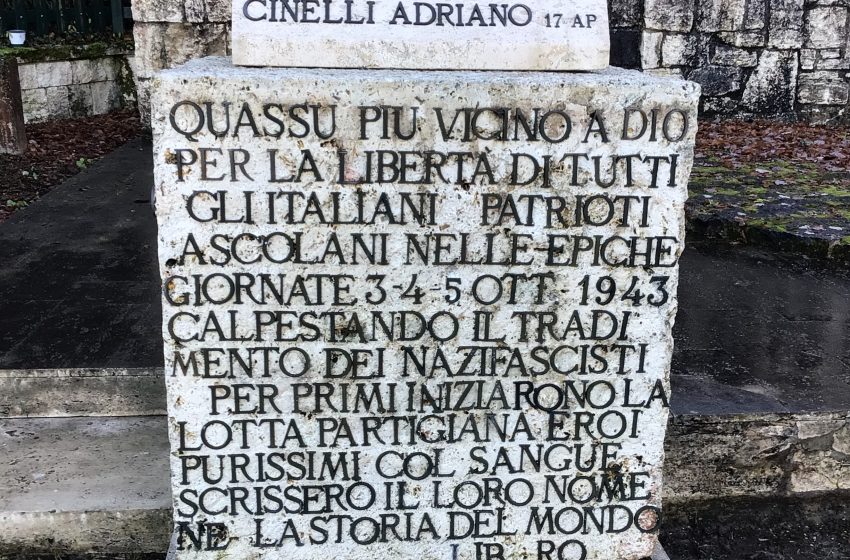 CINELLI ADRIANO 17 AP
QUASSU PIU VICINO A DIO
PER LA LIBERTÀ DI TUTTI
GLI ITALIANI PATRIOTI
ASCOLANI NELLE EPICHE
GIORNATE 3-4-5 OTT. 1943
CALPESTANDO IL TRADI
MENTO DEI NAZIFASCISTI
PER PRIMI INIZIARONO LA
LOTTA PARTIGIANA EROI
PURISSIMI COL SANGUE
SCRISSERO IL LORO NOME
NE LA STORIA DEL MONDO
LIBERO